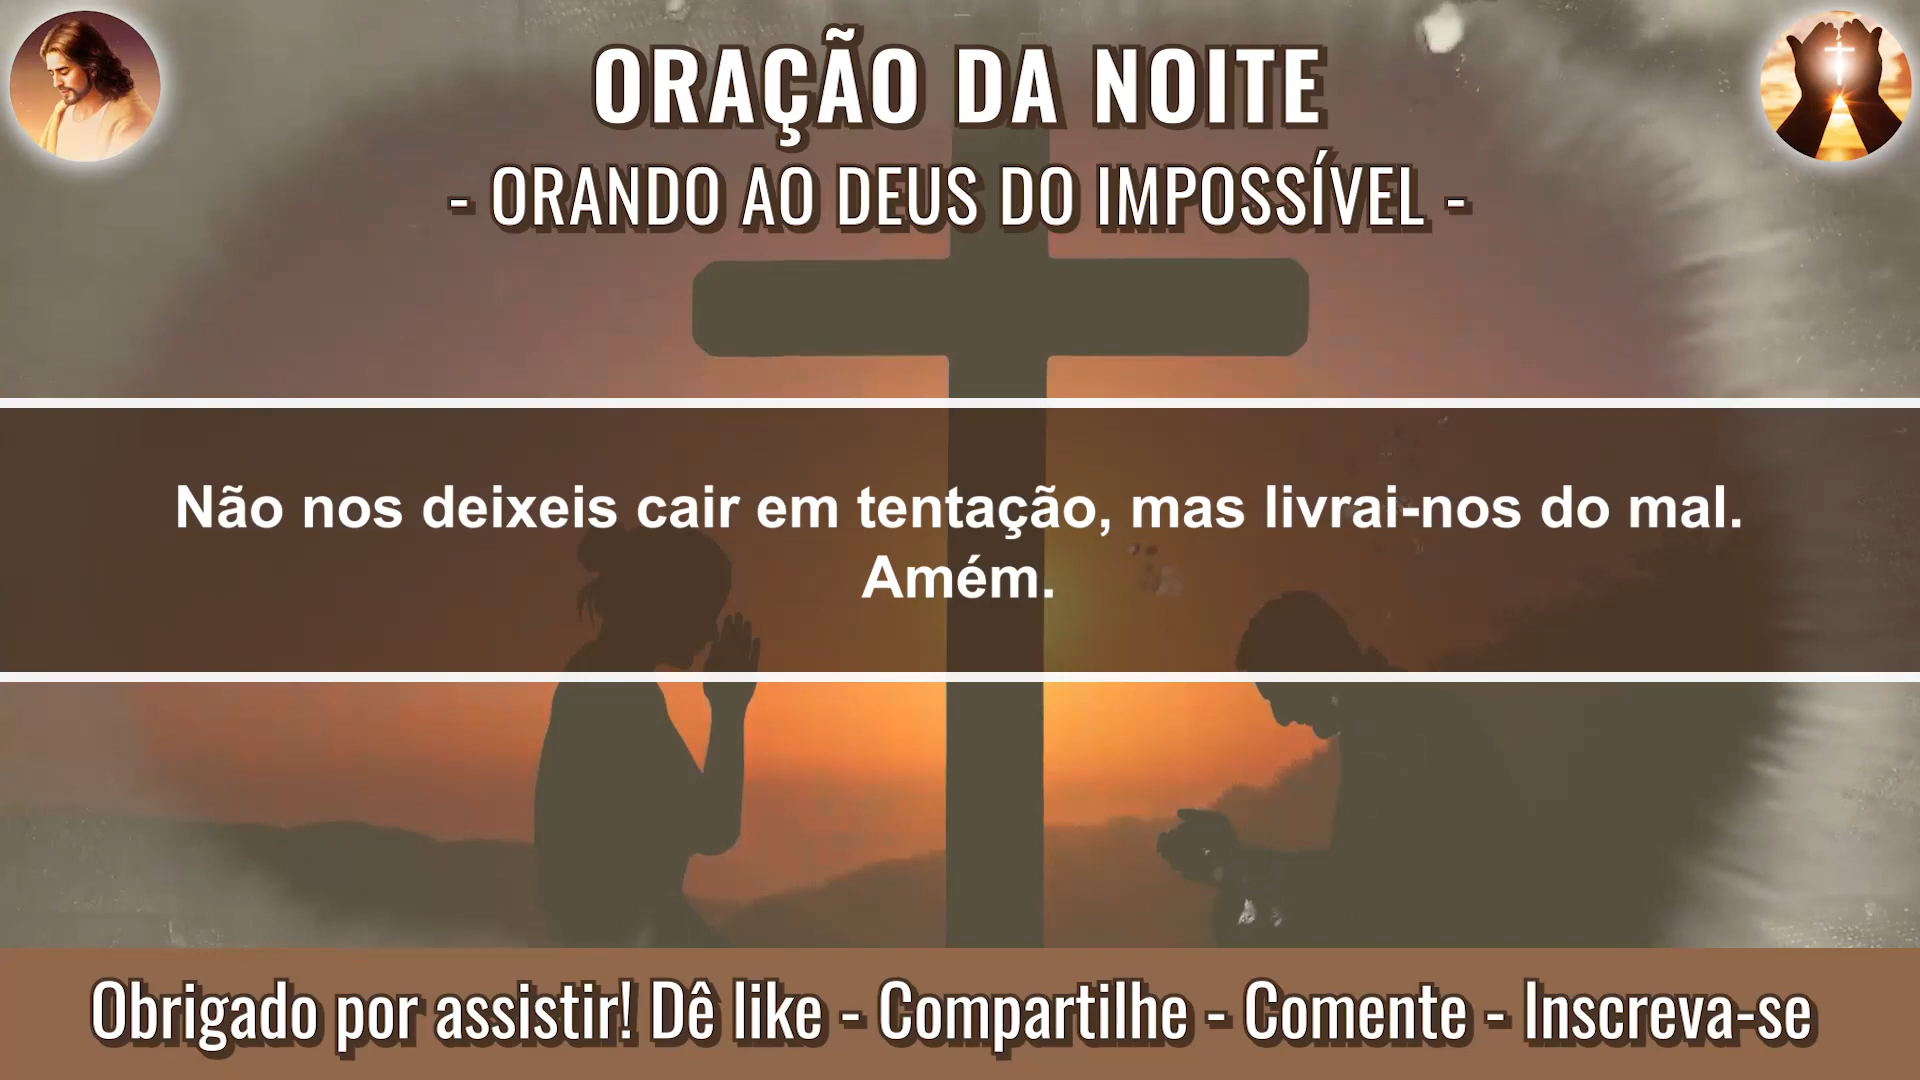 ORAÇÃO DA NOITE
- ORANDO AO DEUS DO IMPOSSÍVEL -
Não nos deixeis cair em tentação, mas livrai-nos do mal.
Amém.
Obrigado por assistir! Dê like - Compartilhe - Comente - Inscreva-se